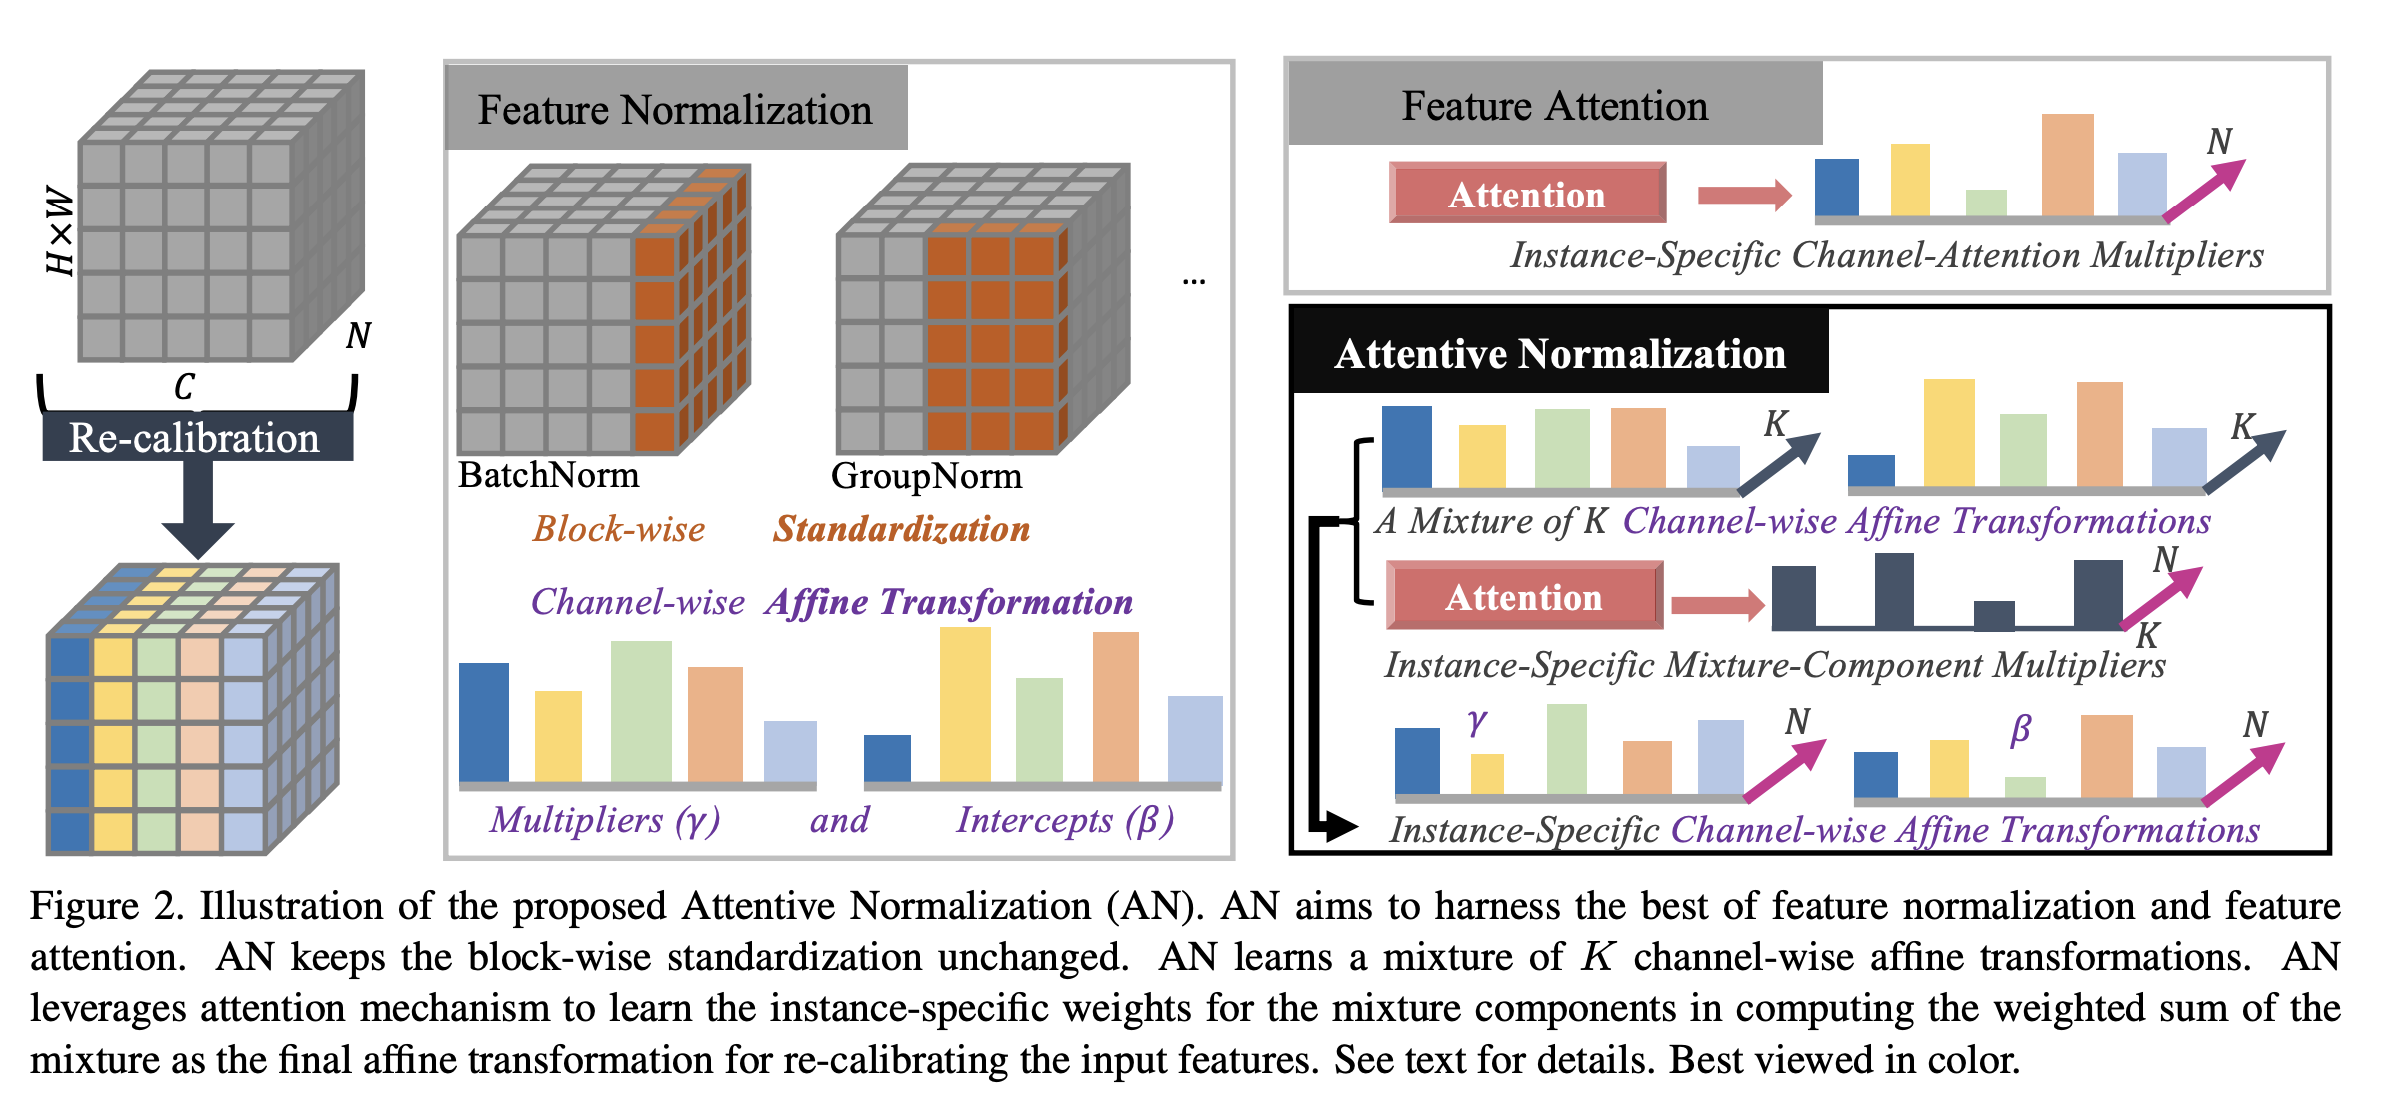 H×W
N
C
Re-calibration
Feature Normalization
BatchNorm
GroupNorm
...
Block-wise Standardization
Channel-wise Affine Transformation
Multipliers (γ) and Intercepts (β)
Feature Attention
Attention
N
Instance-Specific Channel-Attention Multipliers
Attentive Normalization
K
K
A Mixture of K Channel-wise Affine Transformations
Attention
N
K
Instance-Specific Mixture-Component Multipliers
γ
N
β
N
Instance-Specific Channel-wise Affine Transformations
Figure 2. Illustration of the proposed Attentive Normalization (AN). AN aims to harness the best of feature normalization and feature
attention. AN keeps the block-wise standardization unchanged. AN learns a mixture of K channel-wise affine transformations. AN
leverages attention mechanism to learn the instance-specific weights for the mixture components in computing the weighted sum of the
mixture as the final affine transformation for re-calibrating the input features. See text for details. Best viewed in color.